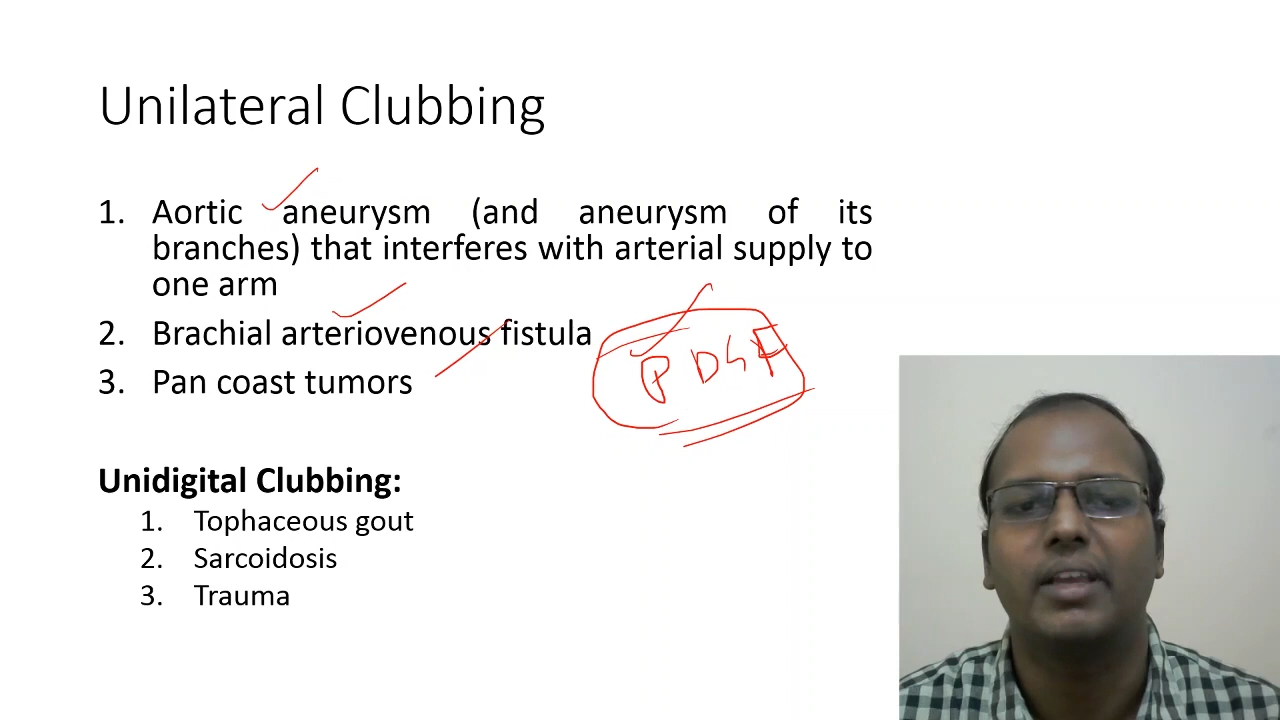 Unilateral Clubbing
1. Aortic aneurysm (and aneurysm of its
branches) that interferes with arterial supply to
one arm
2. Brachial arteriovenous fistula
PDGF
3. Pan coast tumors
Unidigital Clubbing:
1. Tophaceous gout
2. Sarcoidosis
3. Trauma